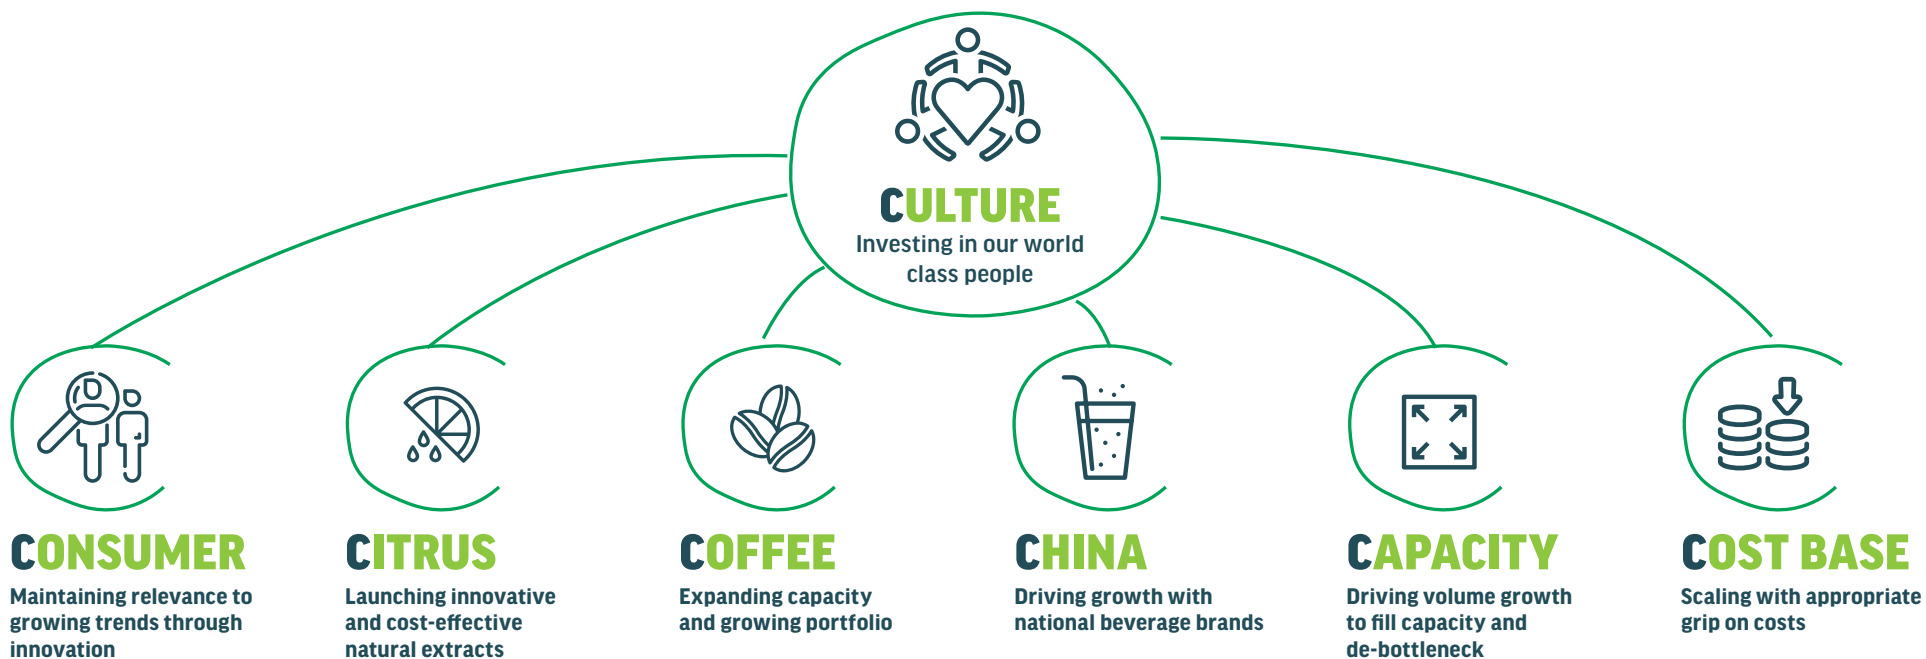 CULTURE
Investing in our world
class people
CONSUMER
Maintaining relevance to
growing trends through
innovation
CITRUS
Launching innovative
and cost-effective
natural extracts
COFFEE
Expanding capacity
and growing portfolio
CHINA
Driving growth with
national beverage brands
CAPACITY
Driving volume growth
to fill capacity and
de-bottleneck
COST BASE
Scaling with appropriate
grip on costs